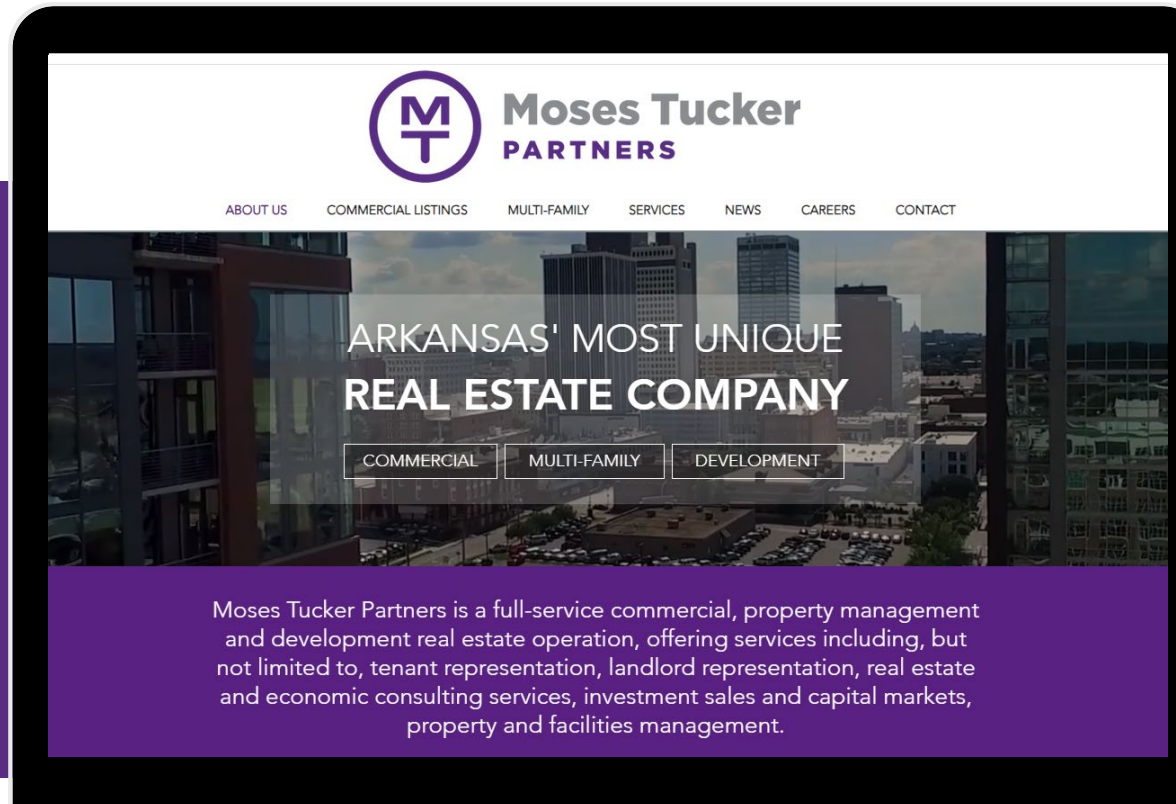 MT
Moses Tucker
PARTNERS
ABOUT US COMMERCIAL LISTINGS MULTI-FAMILY SERVICES NEWS CAREERS CONTACT
ARKANSAS' MOST UNIQUE
REAL ESTATE COMPANY
COMMERCIAL MULTI-FAMILY DEVELOPMENT
Moses Tucker Partners is a full-service commercial, property management
and development real estate operation, offering services including, but
not limited to, tenant representation, landlord representation, real estate
and economic consulting services, investment sales and capital markets,
property and facilities management.